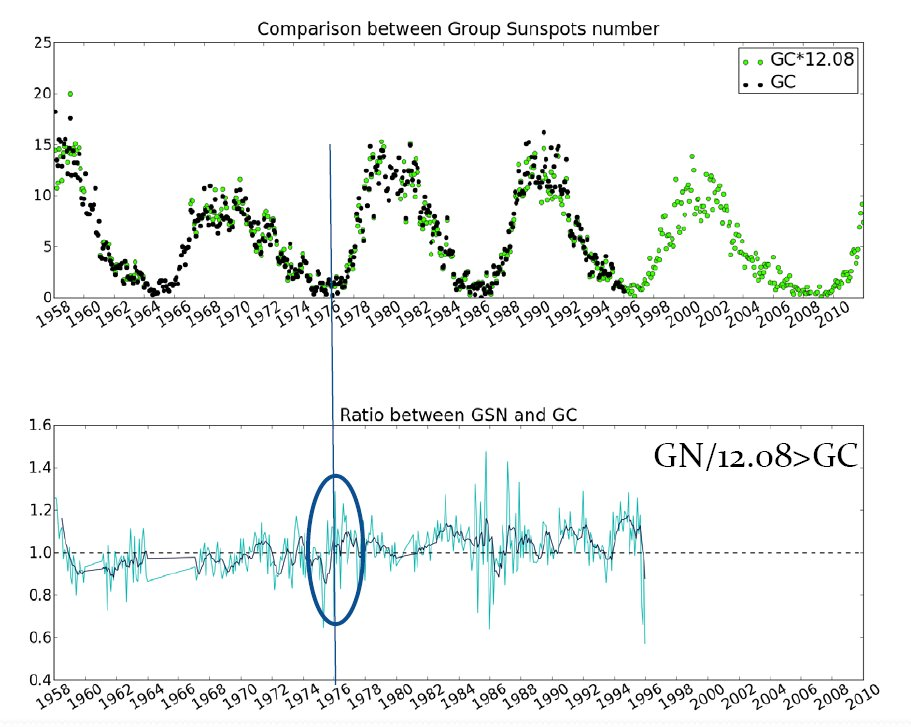 Comparison between Group Sunspots number
25
20
15
10
5
0
GC*12.08
GC
1958 1960 1962 1964 1966 1968 1970 1972 1974 1976 1978 1980 1982 1984 1986 1988 1990 1992 1994 1996 1998 2000 2002 2004 2006 2008 2010
Ratio between GSN and GC
1.6
1.4
1.2
1.0
0.8
0.6
0.4
GN/12.08>GC
1958 1960 1962 1964 1966 1968 1970 1972 1974 1976 1978 1980 1982 1984 1986 1988 1990 1992 1994 1996 1998 2000 2002 2004 2006 2008 2010